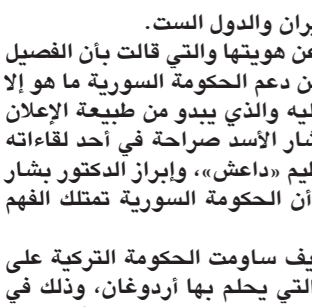 يران والدول الست.
عن هويتها والتي قالت بأن الفصيل
ن دعم الحكومة السورية ما هو إلا
ليه والذي يبدو من طبيعة الإعلان
شار الأسد صراحة في أحد لقاءاته
ظيم «داعش»، وإبراز الدكتور بشار
أن الحكومة السورية تمتلك الفهم
يف ساومت الحكومة التركية على
التي يحلم بها أردوغان، وذلك في